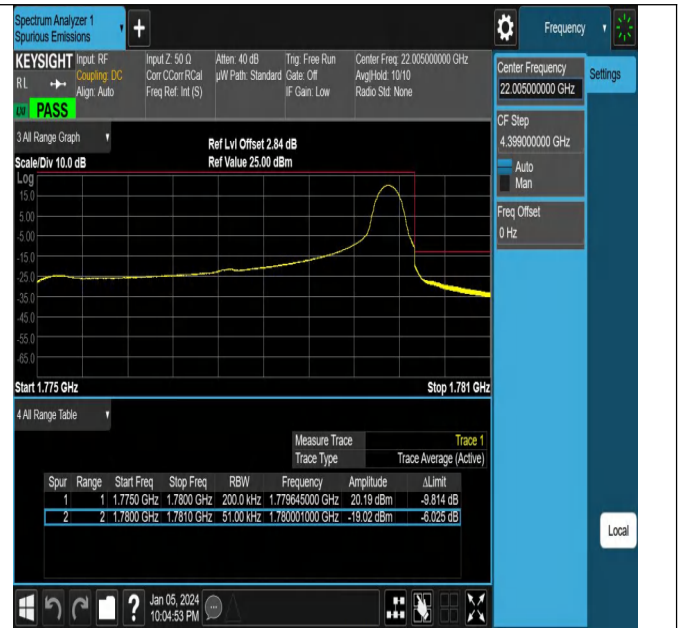 Spectrum Analyzer 1
Spurious Emissions
+
Frequency
KEYSIGHT
RL
PASS
Input: RF
Coupling: DC
Align: Auto
Input Z: 50 Ω
Corr CCorr RCal
Freq Ref: Int (S)
Atten: 40 dB
µW Path: Standard
Trig: Free Run
Gate: Off
IF Gain: Low
Center Freq: 22.005000000 GHz
Avg|Hold: 10/10
Radio Std: None
Center Frequency
22.005000000 GHz
Settings
CF Step
4.399000000 GHz
Auto
Man
Freq Offset
0 Hz
3 All Range Graph
Scale/Div 10.0 dB
Ref Lvl Offset 2.84 dB
Ref Value 25.00 dBm
Log
15.0
5.00
-5.00
-15.0
-25.0
-35.0
-45.0
-55.0
-65.0
Start 1.775 GHz
Stop 1.781 GHz
4 All Range Table
Measure Trace Trace 1
Trace Type Trace Average (Active)
Spur Range Start Freq Stop Freq RBW Frequency Amplitude ΔLimit
1 1 1.7750 GHz 1.7800 GHz 200.0 kHz 1.779645000 GHz 20.19 dBm -9.814 dB
2 2 1.7800 GHz 1.7810 GHz 51.00 kHz 1.780001000 GHz -19.02 dBm -6.025 dB
Local
?
Jan 05, 2024
10:04:53 PM